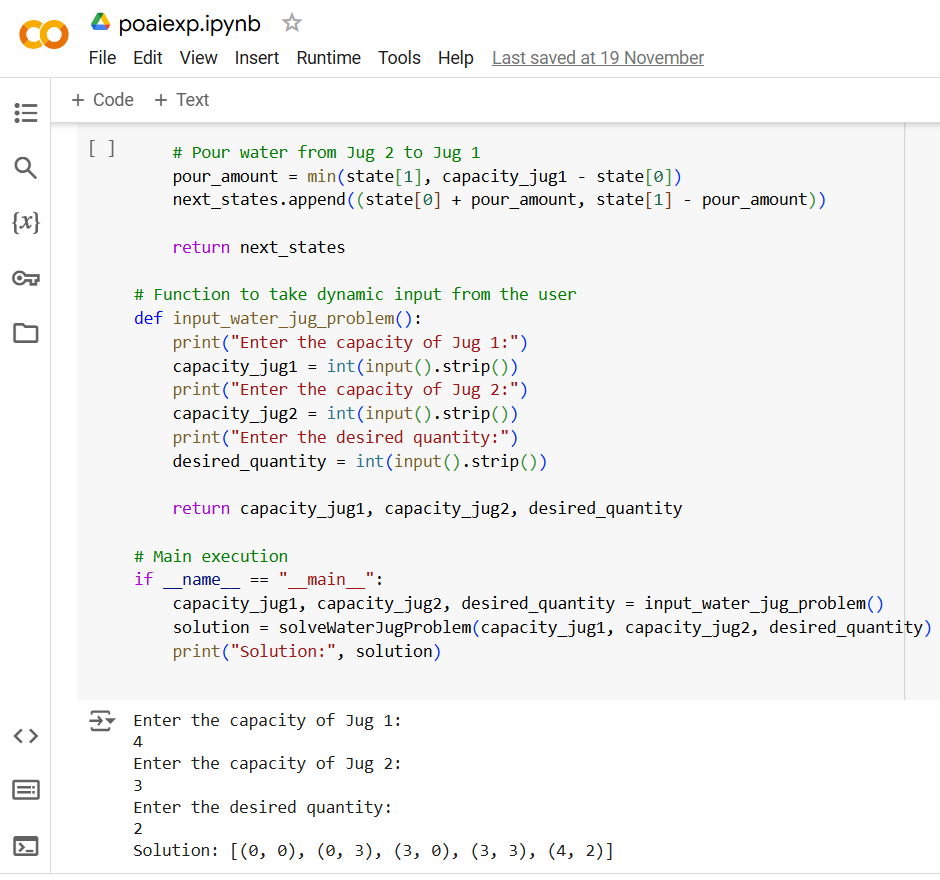 poaiexp.ipynb
File Edit View Insert Runtime Tools Help Last saved at 19 November
+ Code + Text
[ ]
# Pour water from Jug 2 to Jug 1
pour_amount = min(state[1], capacity_jug1 - state[0])
next_states.append((state[0] + pour_amount, state[1] - pour_amount))
return next_states
# Function to take dynamic input from the user
def input_water_jug_problem():
print("Enter the capacity of Jug 1:")
capacity_jug1 = int(input().strip())
print("Enter the capacity of Jug 2:")
capacity_jug2 = int(input().strip())
print("Enter the desired quantity:")
desired_quantity = int(input().strip())
return capacity_jug1, capacity_jug2, desired_quantity
# Main execution
if __name__ == "__main__":
capacity_jug1, capacity_jug2, desired_quantity = input_water_jug_problem()
solution = solveWaterJugProblem(capacity_jug1, capacity_jug2, desired_quantity)
print("Solution:", solution)
Enter the capacity of Jug 1:
4
Enter the capacity of Jug 2:
3
Enter the desired quantity:
2
Solution: [(0, 0), (0, 3), (3, 0), (3, 3), (4, 2)]